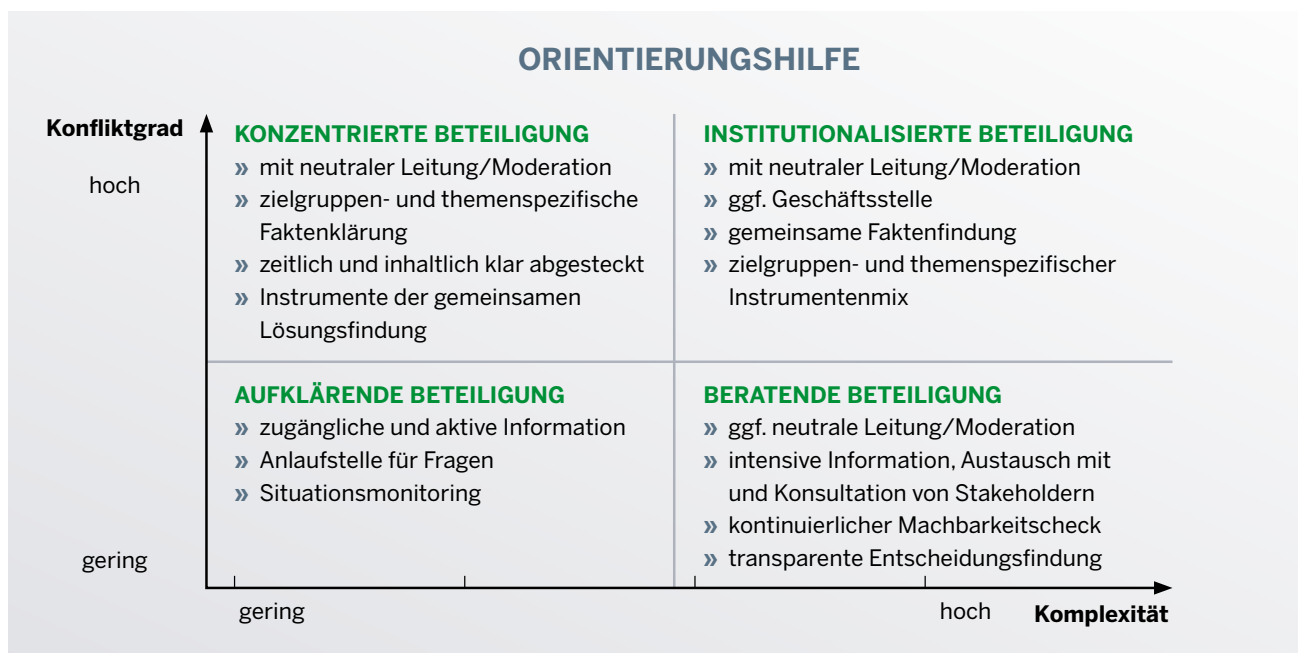 ORIENTIERUNGSHILFE
Konfliktgrad
hoch
KONZENTRIERTE BETEILIGUNG
» mit neutraler Leitung/Moderation
» zielgruppen- und themenspezifische
Faktenklärung
» zeitlich und inhaltlich klar abgesteckt
» Instrumente der gemeinsamen
Lösungsfindung
INSTITUTIONALISIERTE BETEILIGUNG
» mit neutraler Leitung/Moderation
» ggf. Geschäftsstelle
» gemeinsame Faktenfindung
» zielgruppen- und themenspezifischer
Instrumentenmix
AUFKLÄRENDE BETEILIGUNG
» zugängliche und aktive Information
» Anlaufstelle für Fragen
» Situationsmonitoring
BERATENDE BETEILIGUNG
» ggf. neutrale Leitung/Moderation
» intensive Information, Austausch mit
und Konsultation von Stakeholdern
» kontinuierlicher Machbarkeitscheck
» transparente Entscheidungsfindung
gering
gering
hoch
Komplexität